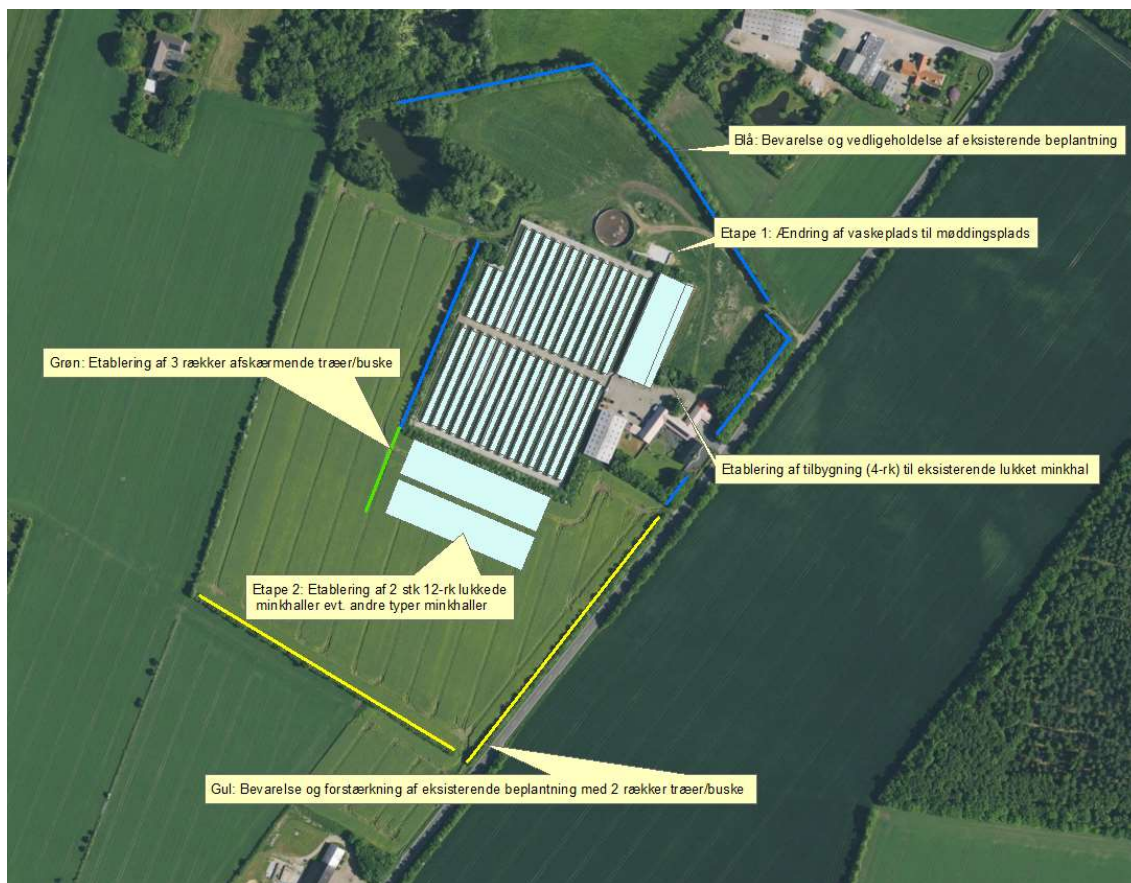 Blå: Bevarelse og vedligeholdelse af eksisterende beplantning
Etape 1: Ændring af vaskeplads til møddingsplads
Grøn: Etablering af 3 rækker afskærmende træer/buske
Etablering af tilbygning (4-rk) til eksisterende lukket minkhal
Etape 2: Etablering af 2 stk 12-rk lukkede
minkhaller evt. andre typer minkhaller
Gul: Bevarelse og forstærkning af eksisterende beplantning med 2 rækker træer/buske